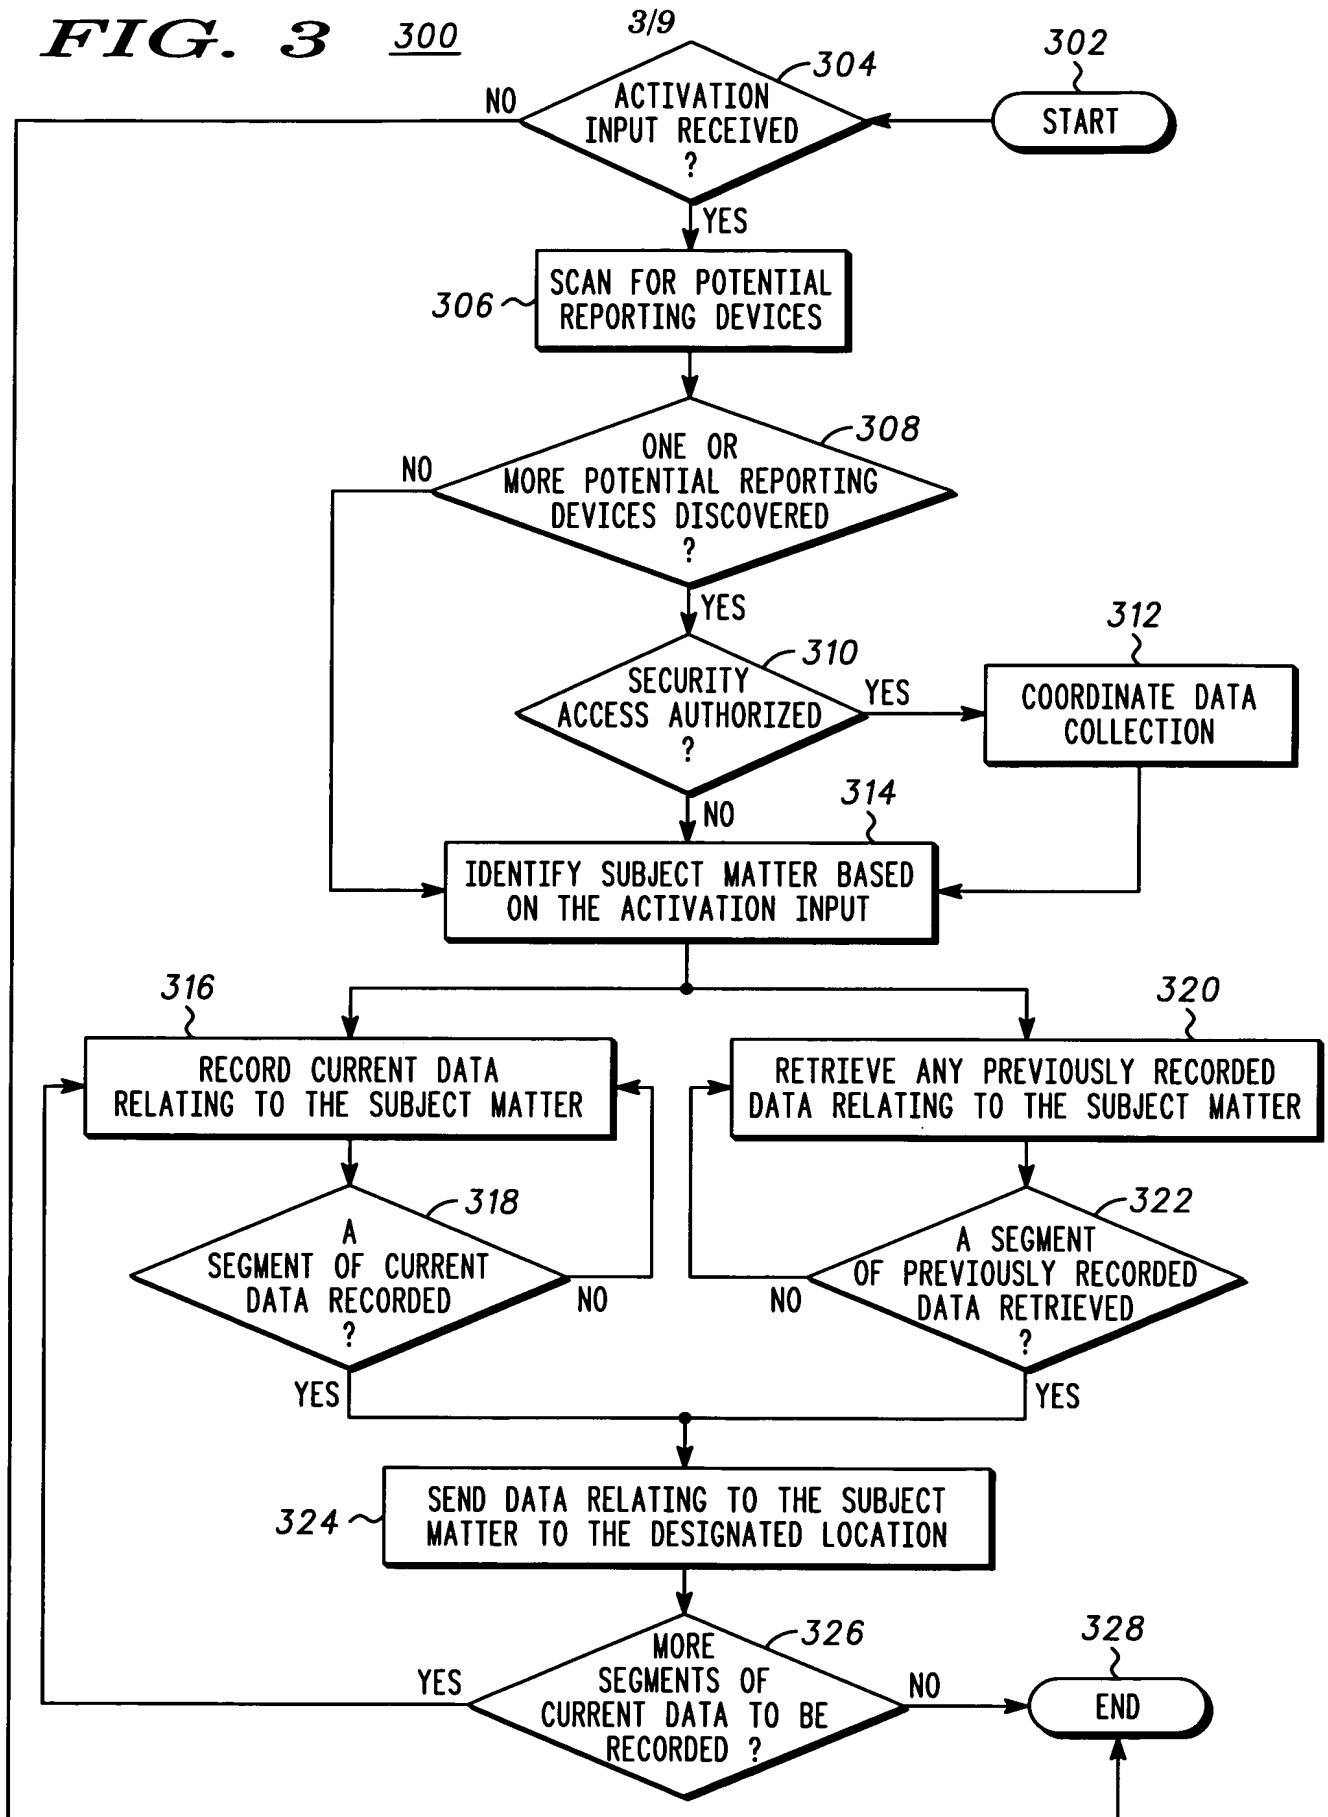 FIG. 3
300
3/9
304
302
NO
ACTIVATION
INPUT RECEIVED
?
START
YES
306
SCAN FOR POTENTIAL
REPORTING DEVICES
308
NO
ONE OR
MORE POTENTIAL REPORTING
DEVICES DISCOVERED
?
YES
310
312
SECURITY
ACCESS AUTHORIZED
?
YES
COORDINATE DATA
COLLECTION
NO
314
IDENTIFY SUBJECT MATTER BASED
ON THE ACTIVATION INPUT
316
320
RECORD CURRENT DATA
RELATING TO THE SUBJECT MATTER
RETRIEVE ANY PREVIOUSLY RECORDED
DATA RELATING TO THE SUBJECT MATTER
318
322
A
SEGMENT OF CURRENT
DATA RECORDED
?
NO
NO
A SEGMENT
OF PREVIOUSLY RECORDED
DATA RETRIEVED
?
YES
YES
324
SEND DATA RELATING TO THE SUBJECT
MATTER TO THE DESIGNATED LOCATION
326
328
YES
MORE
SEGMENTS OF
CURRENT DATA TO BE
RECORDED ?
NO
END